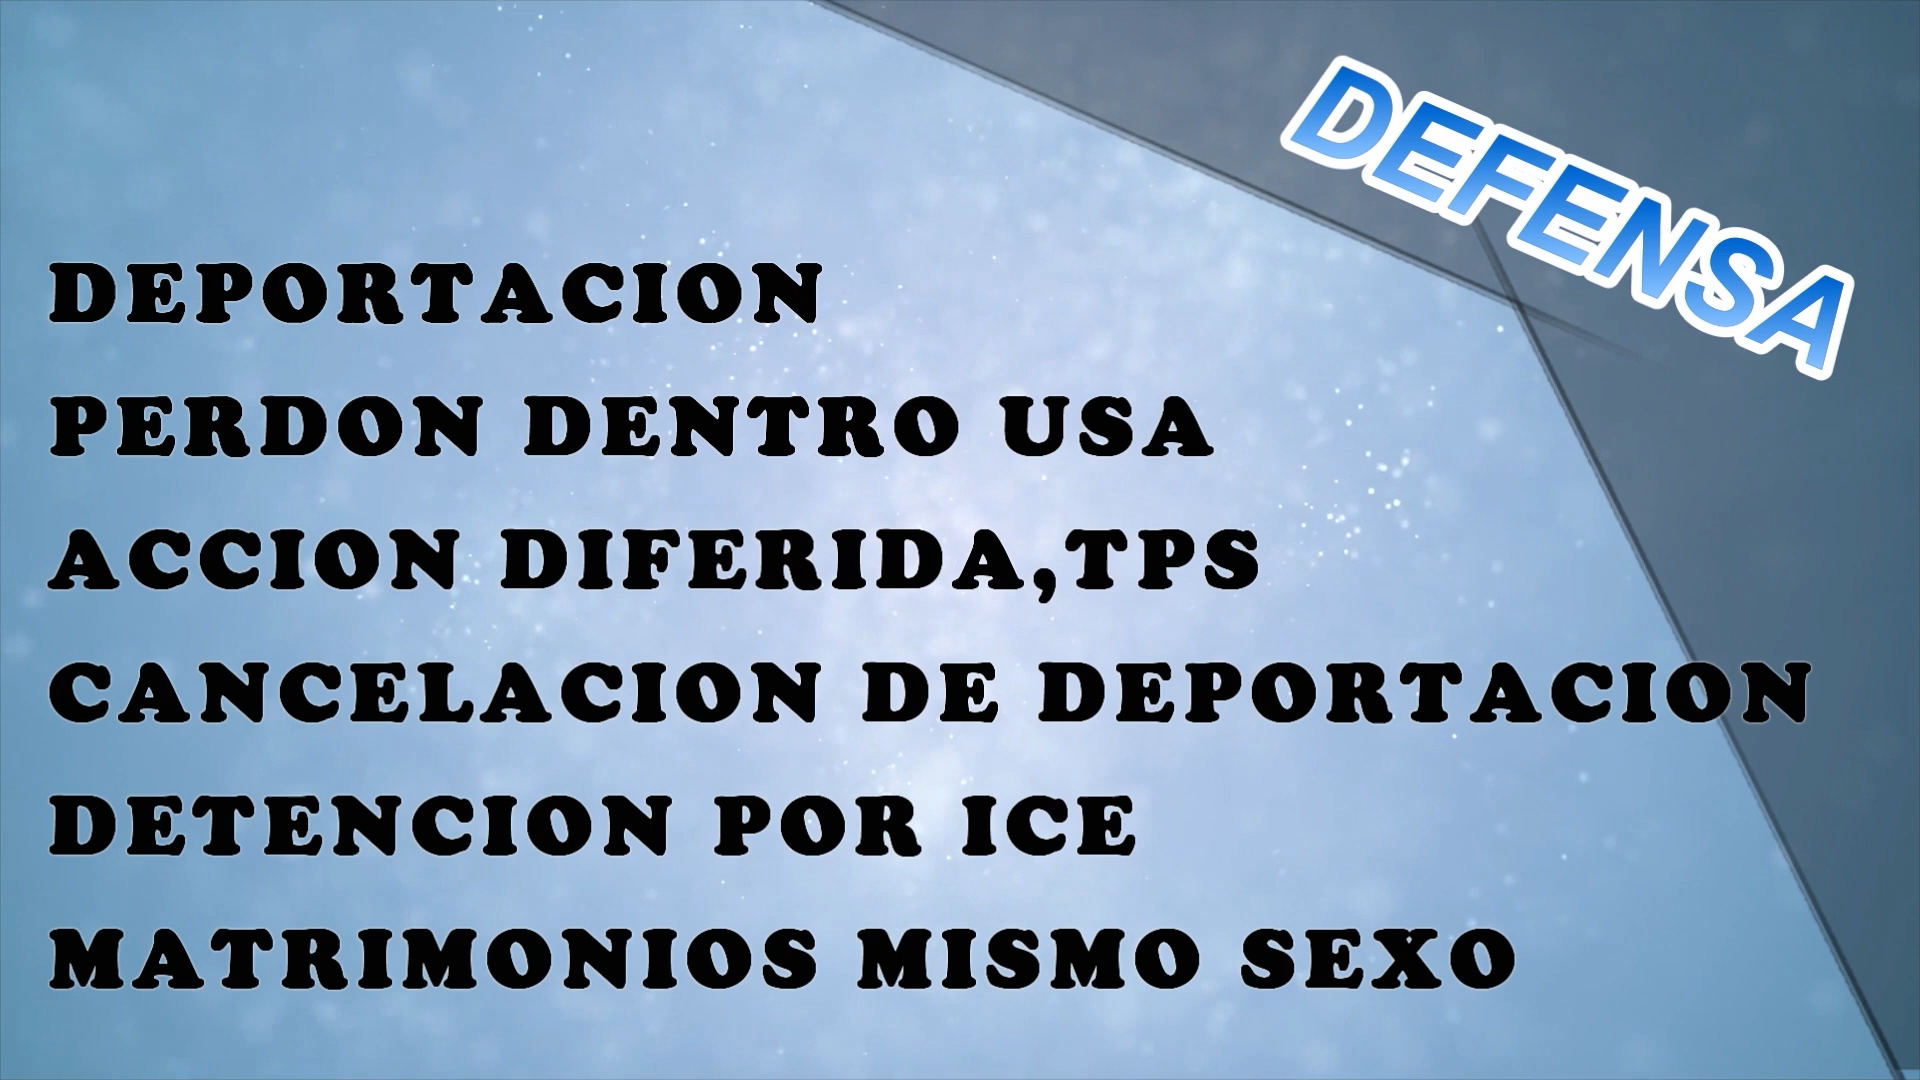 DEFENSA
DEPORTACION
PERDON DENTRO USA
ACCION DIFERIDA,TPS
CANCELACION DE DEPORTACION
DETENCION POR ICE
MATRIMONIOS MISMO SEXO